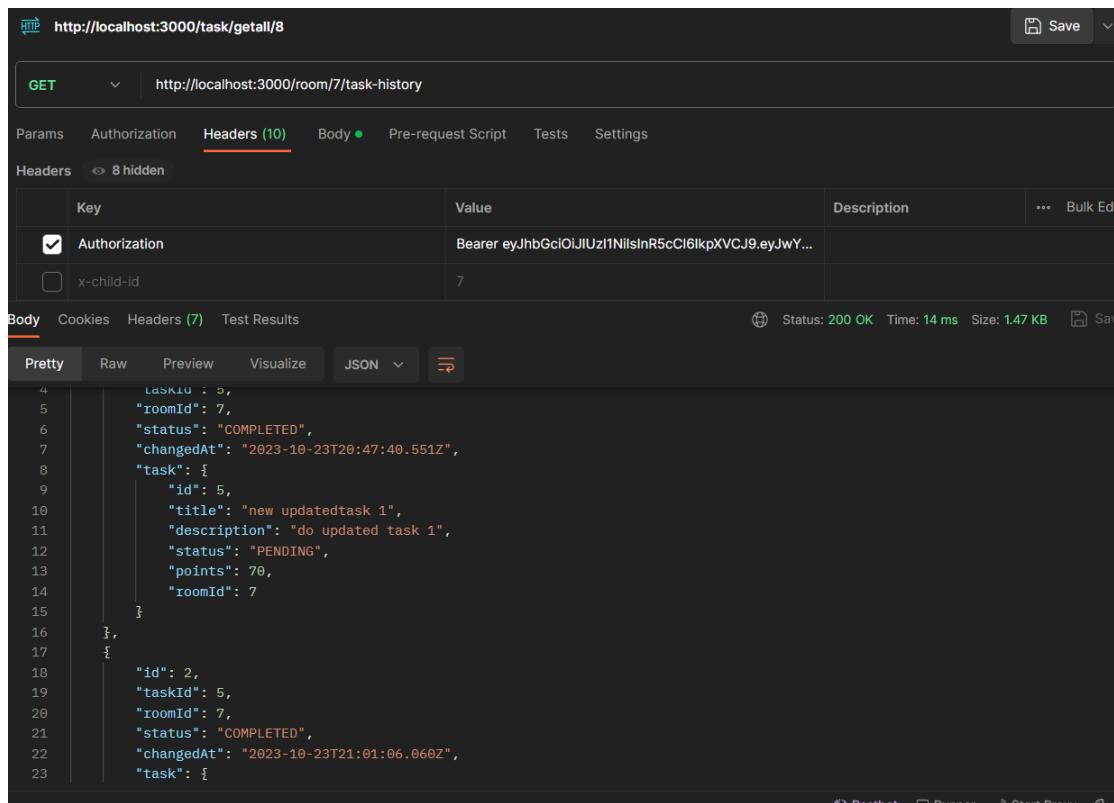 HTTP http://localhost:3000/task/getall/8 Save
GET http://localhost:3000/room/7/task-history
Params Authorization Headers (10) Body Pre-request Script Tests Settings
Headers 8 hidden
Key Value Description ••• Bulk Ed
Authorization Bearer eyJhbGciOiJIUzI1NiIsInR5cCI6IkpXVCJ9.eyJwY...
x-child-id 7
Body Cookies Headers (7) Test Results Status: 200 OK Time: 14 ms Size: 1.47 KB Sav
Pretty Raw Preview Visualize JSON
4 "taskId": 5,
5 "roomId": 7,
6 "status": "COMPLETED",
7 "changedAt": "2023-10-23T20:47:40.551Z",
8 "task": {
9 "id": 5,
10 "title": "new updatedtask 1",
11 "description": "do updated task 1",
12 "status": "PENDING",
13 "points": 70,
14 "roomId": 7
15 }
16 },
17 {
18 "id": 2,
19 "taskId": 5,
20 "roomId": 7,
21 "status": "COMPLETED",
22 "changedAt": "2023-10-23T21:01:06.060Z",
23 "task": {